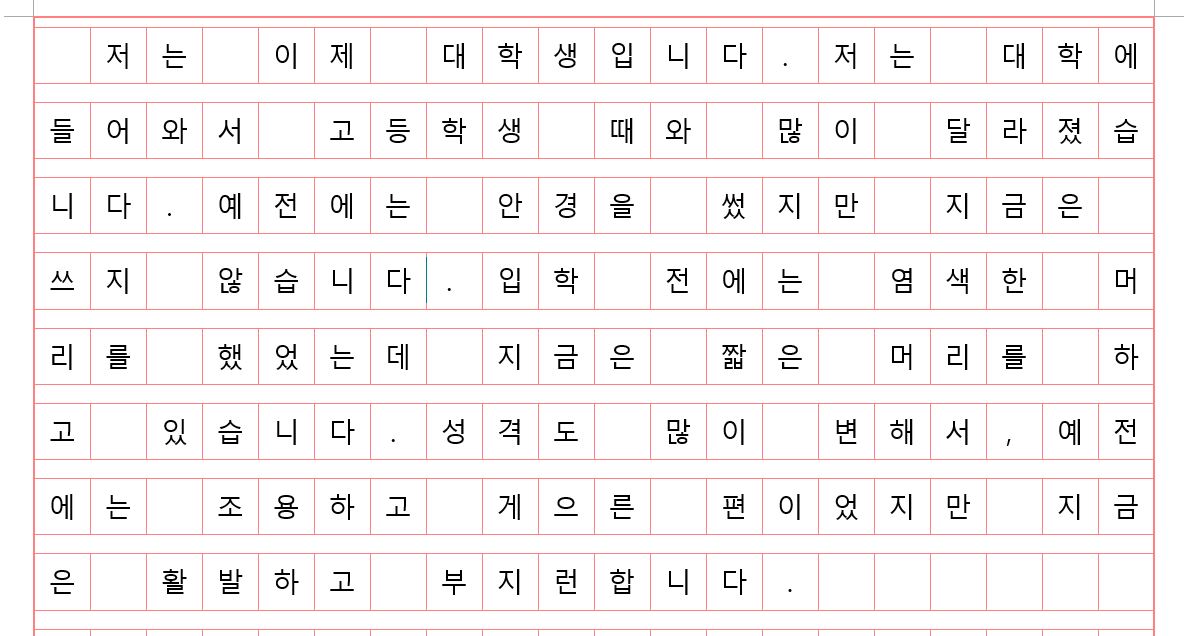 저는 이제 대학생입니다. 저는 대학에
들어와서 고등학생 때와 많이 달라졌습
니다. 예전에는 안경을 썼지만 지금은
쓰지 않습니다. 입학 전에는 염색한 머
리를 했었는데 지금은 짧은 머리를 하
고 있습니다. 성격도 많이 변해서, 예전
에는 조용하고 게으른 편이었지만 지금
은 활발하고 부지런합니다.